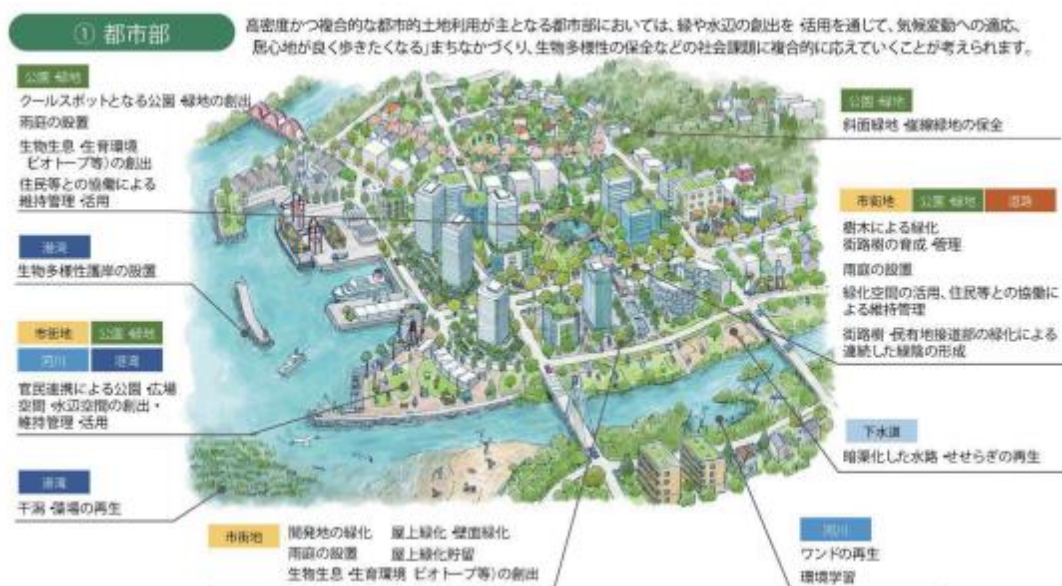 ① 都市部
高密度かつ複合的な都市的土地利用が主となる都市部においては、緑や水辺の創出を 活用を通じて、気候変動への適応、
居心地が良く歩きたくなる」まちなかづくり、生物多様性の保全などの社会課題に複合的に応えていくことが考えられます。
公園 緑地
クールスポットとなる公園 緑地の創出
雨庭の設置
生物生息 生育環境
ビオトープ等)の創出
住民等との協働による
維持管理 活用
港湾
生物多様性護岸の設置
市街地 公園 緑地
河川 港湾
官民連携による公園 広場
空間 水辺空間の創出・
維持管理 活用
港湾
干潟 藻場の再生
市街地
開発地の緑化 屋上緑化 壁面緑化
雨庭の設置 屋上緑化貯留
生物生息 生育環境 ビオトープ等)の創出
公園 緑地
斜面緑地 崖線緑地の保全
市街地 公園 緑地 道路
樹木による緑化
街路樹の育成 管理
雨庭の設置
緑化空間の活用、住民等との協働に
よる維持管理
街路樹 民有地接道部の緑化による
連続した緑陰の形成
下水道
暗渠化した水路 せせらぎの再生
河川
ワンドの再生
環境学習